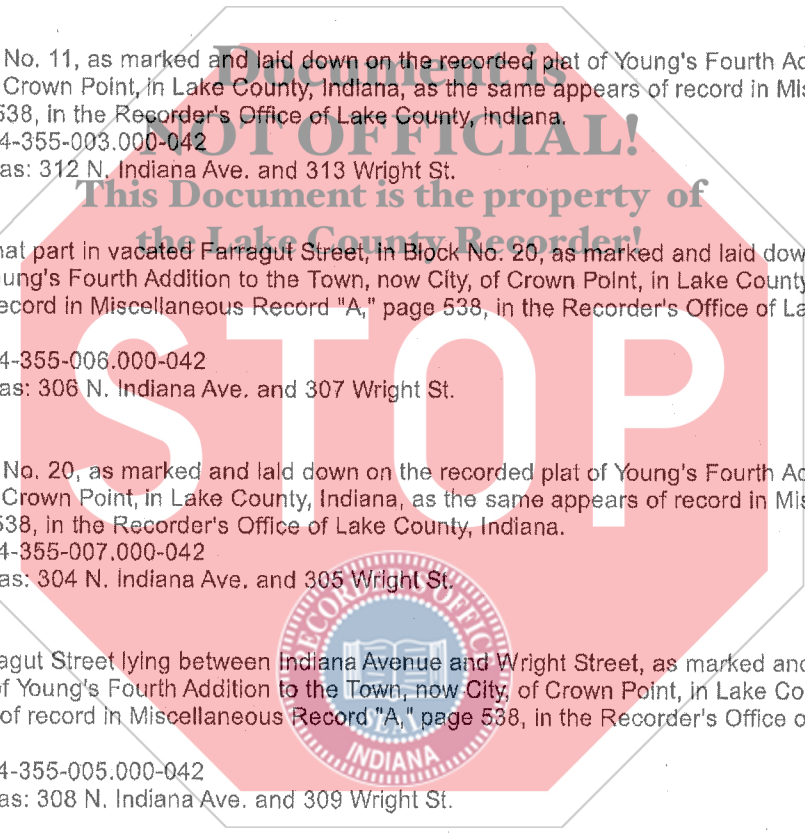 Document is
NOT OFFICIAL!
This Document is the property of
the Lake County Recorder!
STOP
No. 11, as marked and laid down on the recorded plat of Young's Fourth Ad
Crown Point, in Lake County, Indiana, as the same appears of record in Mis
538, in the Recorder's Office of Lake County, Indiana.
4-355-003.000-042
as: 312 N. Indiana Ave. and 313 Wright St.
hat part in vacated Farragut Street, in Block No. 20, as marked and laid dow
oung's Fourth Addition to the Town, now City, of Crown Point, in Lake County
ecord in Miscellaneous Record "A," page 538, in the Recorder's Office of La
4-355-006.000-042
as: 306 N. Indiana Ave. and 307 Wright St.
No. 20, as marked and laid down on the recorded plat of Young's Fourth Ad
Crown Point, in Lake County, Indiana, as the same appears of record in Mis
538, in the Recorder's Office of Lake County, Indiana.
4-355-007.000-042
as: 304 N. Indiana Ave. and 305 Wright St.
agut Street lying between Indiana Avenue and Wright Street, as marked and
of Young's Fourth Addition to the Town, now City, of Crown Point, in Lake Co
of record in Miscellaneous Record "A," page 538, in the Recorder's Office o
4-355-005.000-042
as: 308 N. Indiana Ave. and 309 Wright St.
RECORDER'S OFFICE
SEAL
INDIANA